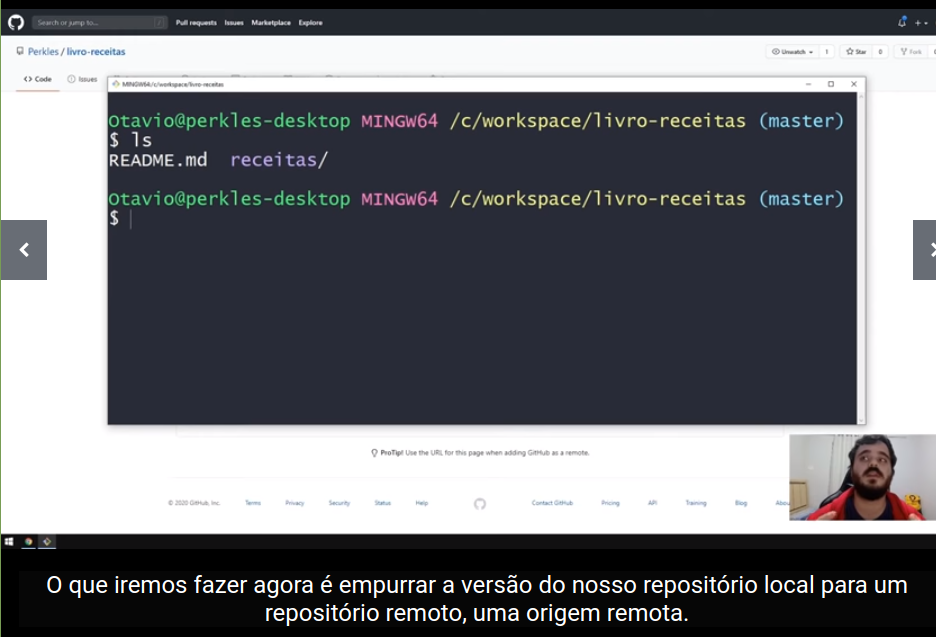 Search or jump to... /
Pull requests Issues Marketplace Explore
Perkles / livro-receitas
Unwatch 1 Star 0 Fork
Code Issues
MINGW64:/c/workspace/livro-receitas
Otavio@perkles-desktop MINGW64 /c/workspace/livro-receitas (master)
$ ls
README.md receitas/
Otavio@perkles-desktop MINGW64 /c/workspace/livro-receitas (master)
$
ProTip! Use the URL for this page when adding GitHub as a remote.
© 2020 GitHub, Inc. Terms Privacy Security Status Help Contact GitHub Pricing API Training Blog
O que iremos fazer agora é empurrar a versão do nosso repositório local para um
repositório remoto, uma origem remota.